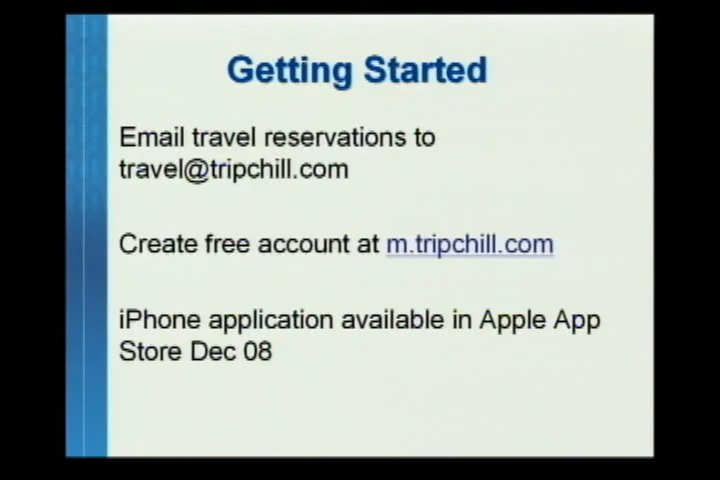 Getting Started
Email travel reservations to
travel@tripchill.com
Create free account at m.tripchill.com
iPhone application available in Apple App
Store Dec 08